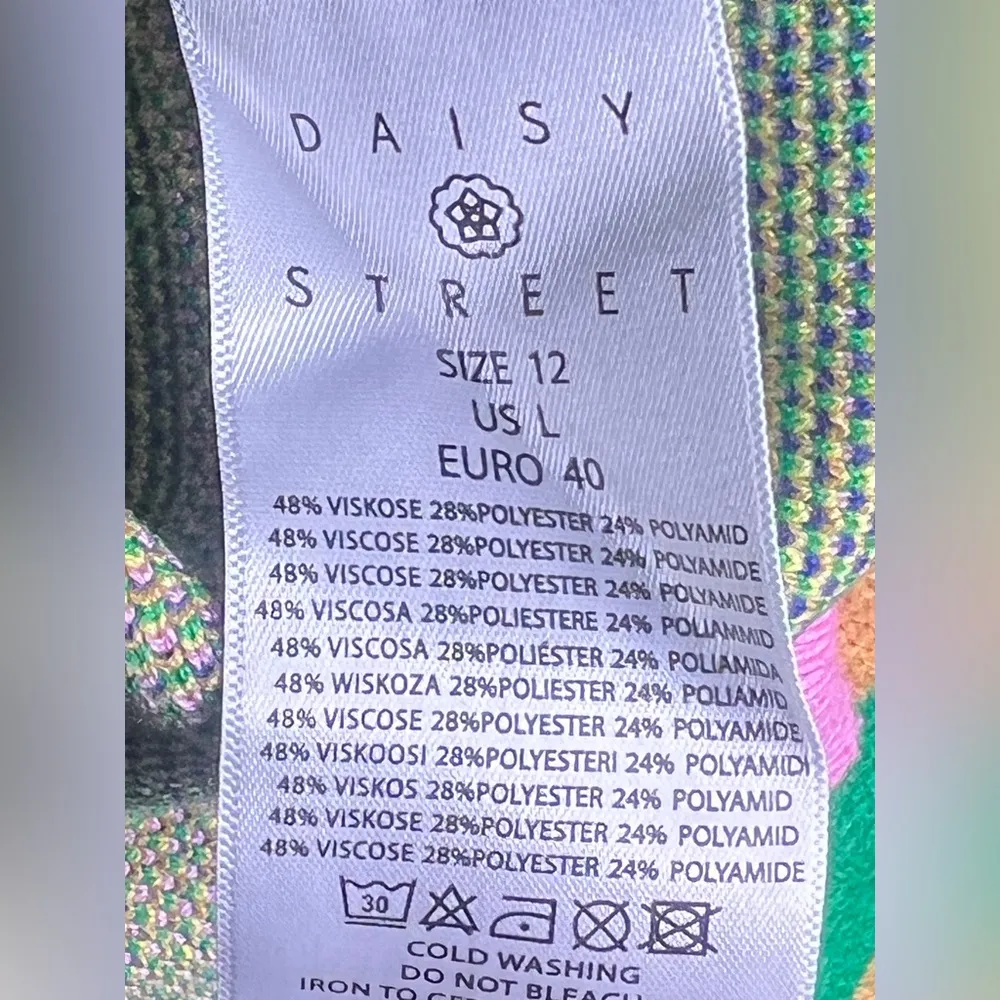 DAISY
STREET
SIZE 12
US L
EURO 40
48% VISKOSE 28%POLYESTER 24% POLYAMID
48% VISCOSE 28%POLYESTER 24% POLYAMIDE
48% VISCOSE 28%POLYESTER 24% POLYAMIDE
48% VISCOSA 28%POLIESTERE 24% POLIAMMID
48% VISCOSA 28%POLIÉSTER 24% POLIAMIDA
48% WISKOZA 28%POLIESTER 24% POLIAMID
48% VISCOSE 28%POLYESTER 24% POLYAMIDE
48% VISKOOSI 28%POLYESTERI 24% POLYAMIDI
48% VISKOS 28%POLYESTER 24% POLYAMID
48% VISKOSE 28%POLYESTER 24% POLYAMID
48% VISCOSE 28%POLYESTER 24% POLYAMIDE
30
COLD WASHING
DO NOT BLEACH
IRON TO